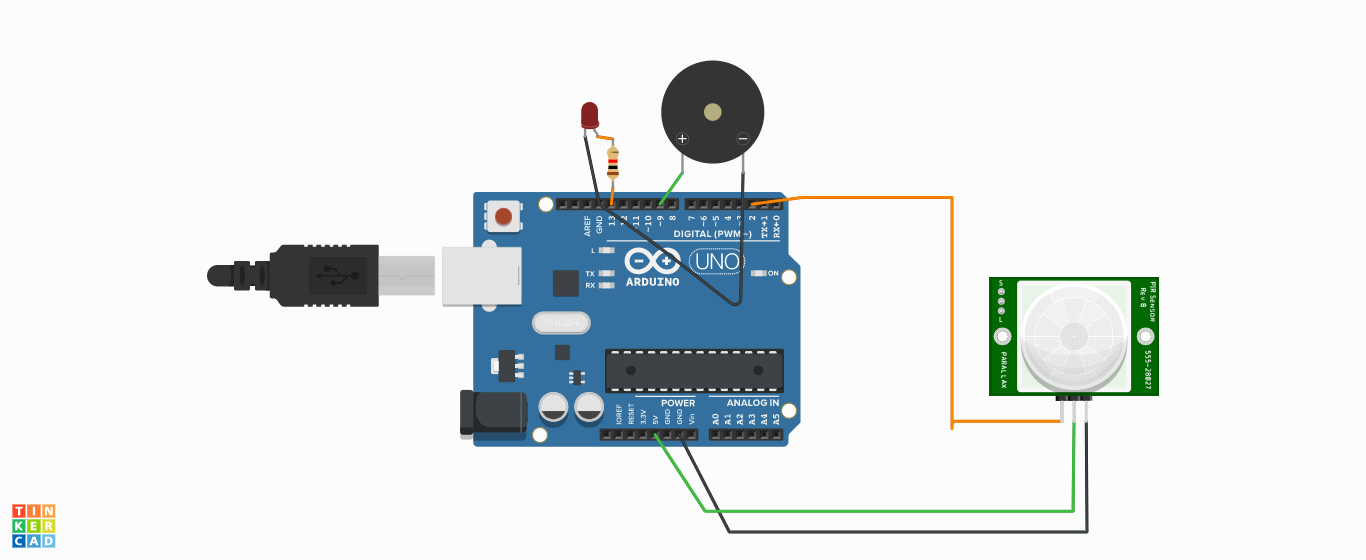 +
−
AREF
GND
13
12
~11
~10
~9
8
7
~6
~5
4
~3
2
TX→1
RX←0
DIGITAL (PWM~)
L
TX
RX
ARDUINO
UNO
ON
POWER
ANALOG IN
IOREF
RESET
3.3V
5V
GND
GND
Vin
A0
A1
A2
A3
A4
A5
S
L
PARALLAX
PIR SENSOR
Rev B
555-28027
TIN
KER
CAD